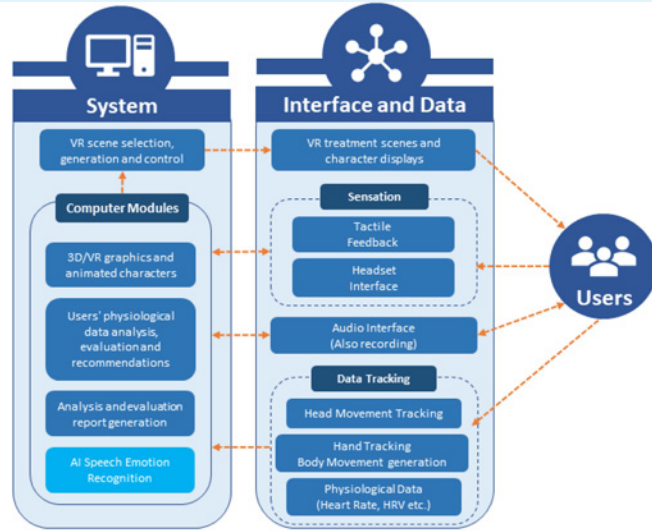 System
VR scene selection,
generation and control
Computer Modules
3D/VR graphics and
animated characters
Users' physiological
data analysis,
evaluation and
recommendations
Analysis and evaluation
report generation
AI Speech Emotion
Recognition
Interface and Data
VR treatment scenes and
character displays
Sensation
Tactile
Feedback
Headset
Interface
Audio Interface
(Also recording)
Data Tracking
Head Movement Tracking
Hand Tracking
Body Movement generation
Physiological Data
(Heart Rate, HRV etc.)
Users